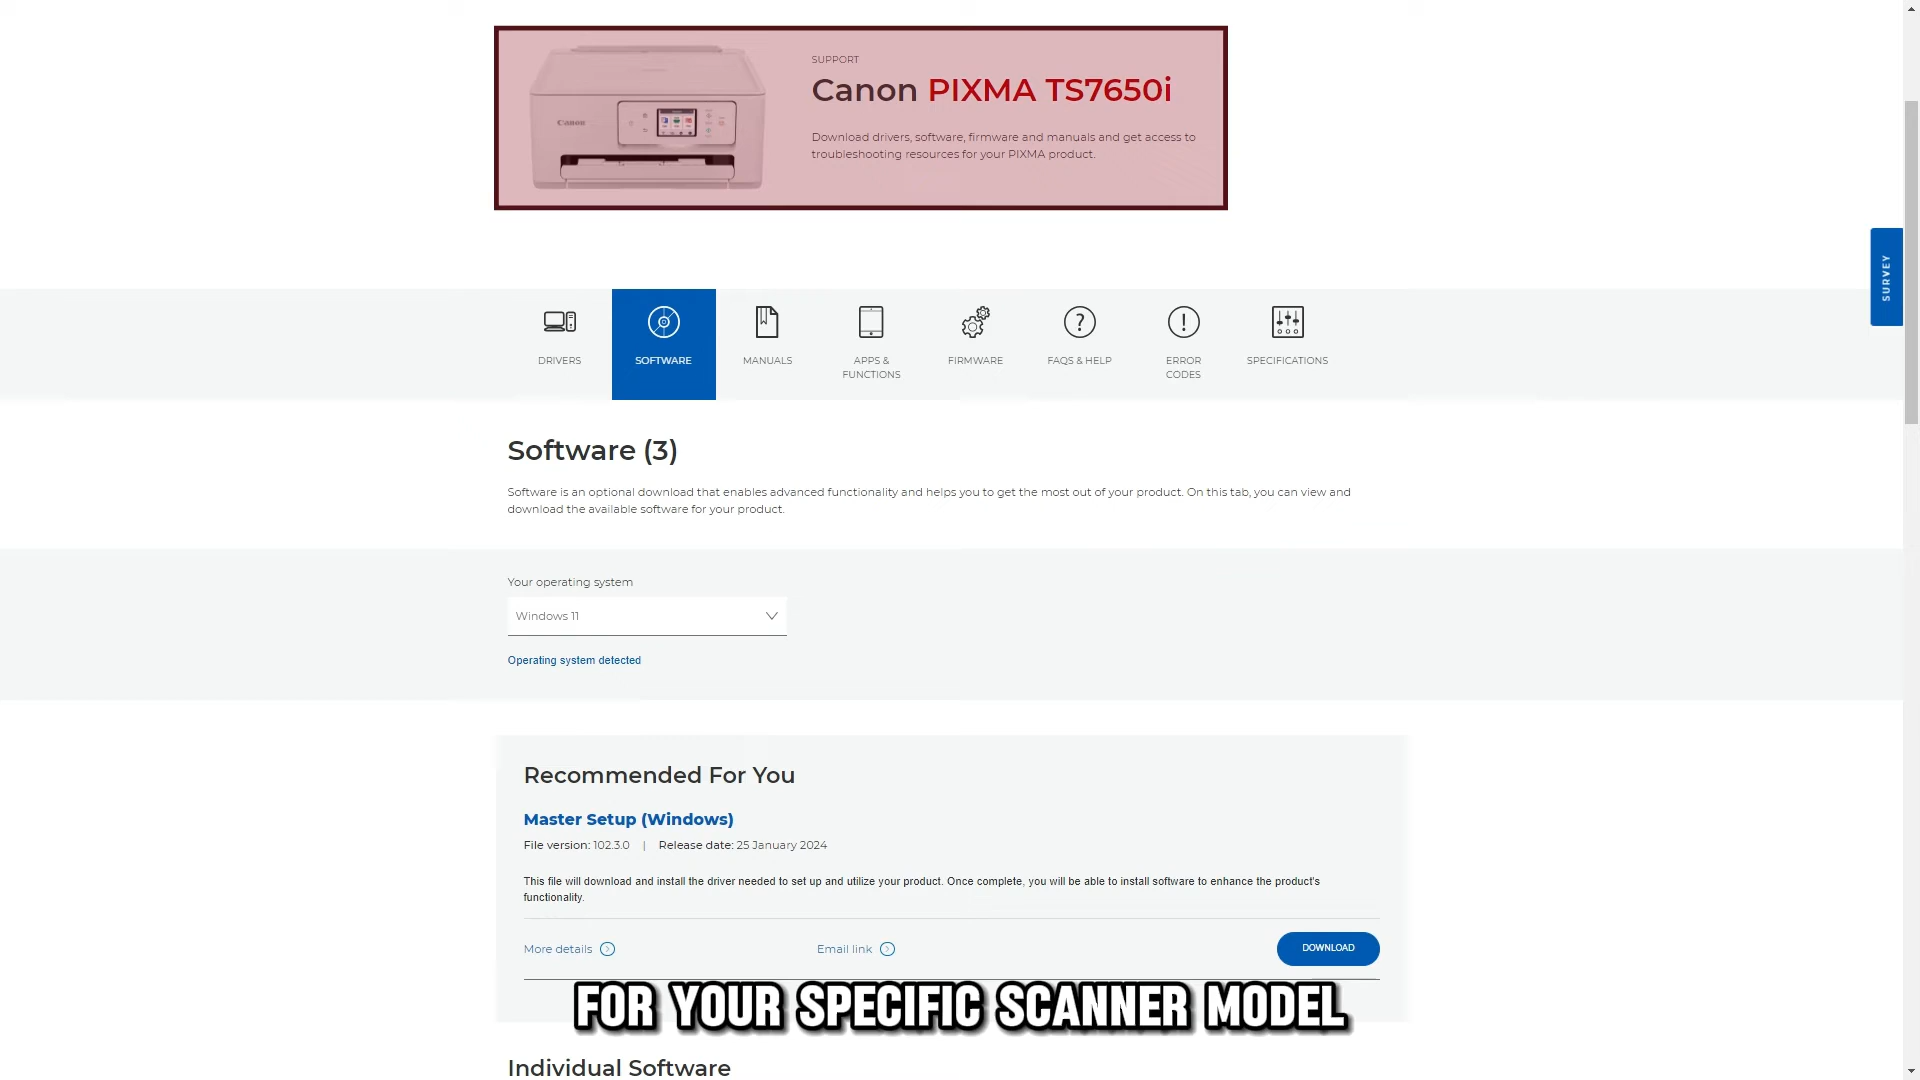 SUPPORT
Canon PIXMA TS7650i
Download drivers, software, firmware and manuals and get access to
troubleshooting resources for your PIXMA product.
Canon
SURVEY
DRIVERS
SOFTWARE
MANUALS
APPS &
FUNCTIONS
FIRMWARE
FAQS & HELP
ERROR
CODES
SPECIFICATIONS
Software (3)
Software is an optional download that enables advanced functionality and helps you to get the most out of your product. On this tab, you can view and
download the available software for your product.
Your operating system
Windows 11
Operating system detected
Recommended For You
Master Setup (Windows)
File version: 102.3.0 | Release date: 25 January 2024
This file will download and install the driver needed to set up and utilize your product. Once complete, you will be able to install software to enhance the product's
functionality.
More details
Email link
DOWNLOAD
FOR YOUR SPECIFIC SCANNER MODEL
Individual Software